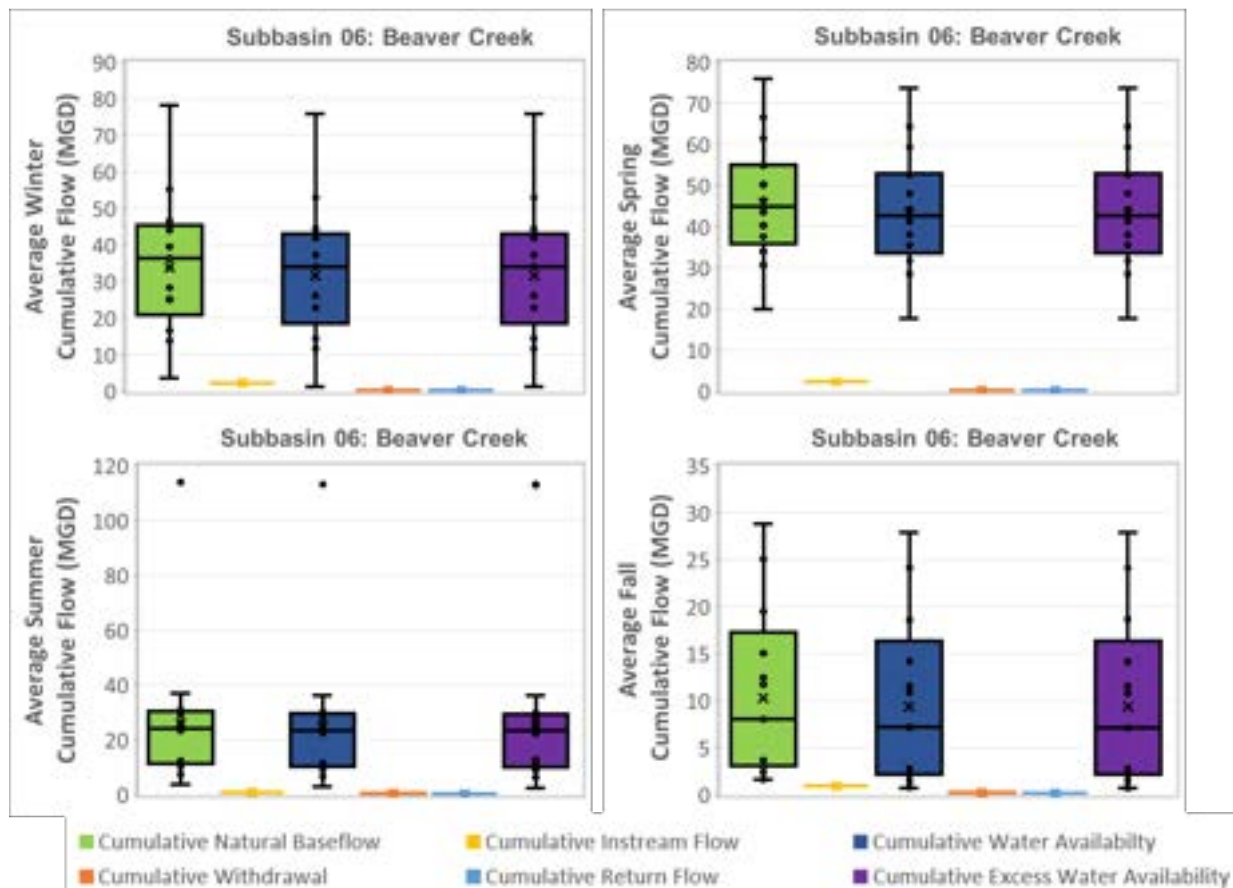 Subbasin 06: Beaver Creek
Average Winter
Cumulative Flow (MGD)
90
80
70
60
50
40
30
20
10
0
Subbasin 06: Beaver Creek
Average Spring
Cumulative Flow (MGD)
80
70
60
50
40
30
20
10
0
Subbasin 06: Beaver Creek
Average Summer
Cumulative Flow (MGD)
120
100
80
60
40
20
0
Subbasin 06: Beaver Creek
Average Fall
Cumulative Flow (MGD)
35
30
25
20
15
10
5
0
Cumulative Natural Baseflow
Cumulative Instream Flow
Cumulative Water Availabilty
Cumulative Withdrawal
Cumulative Return Flow
Cumulative Excess Water Availability